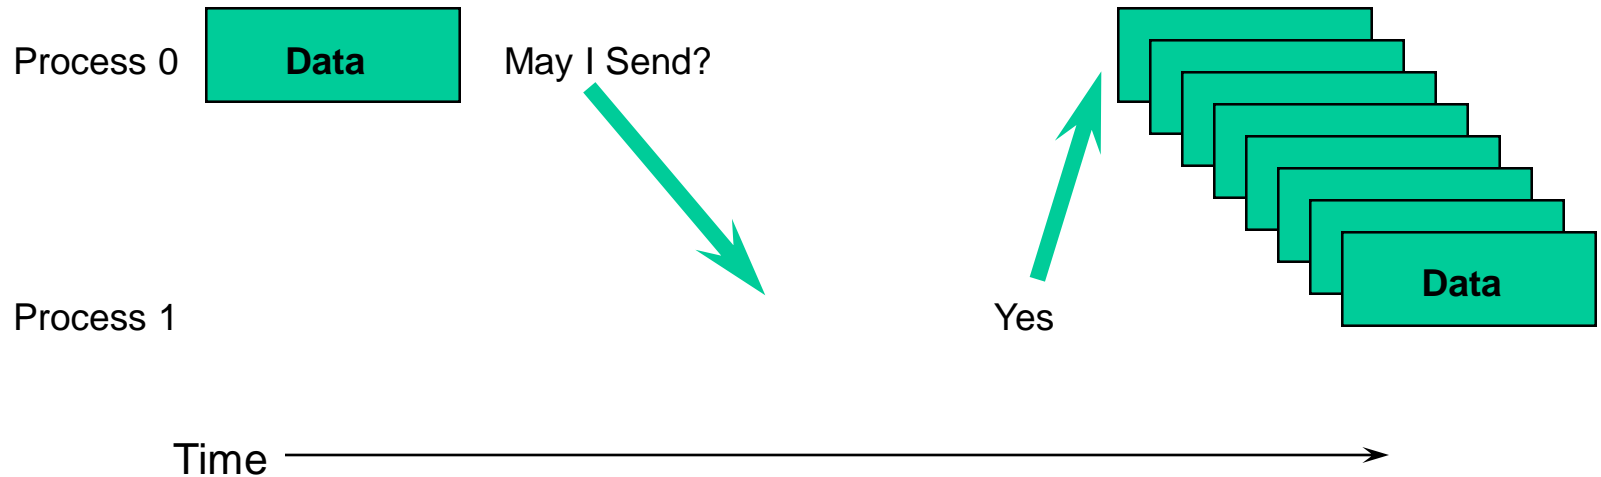 Process 0
Data
May I Send?
Data
Process 1
Yes
Time